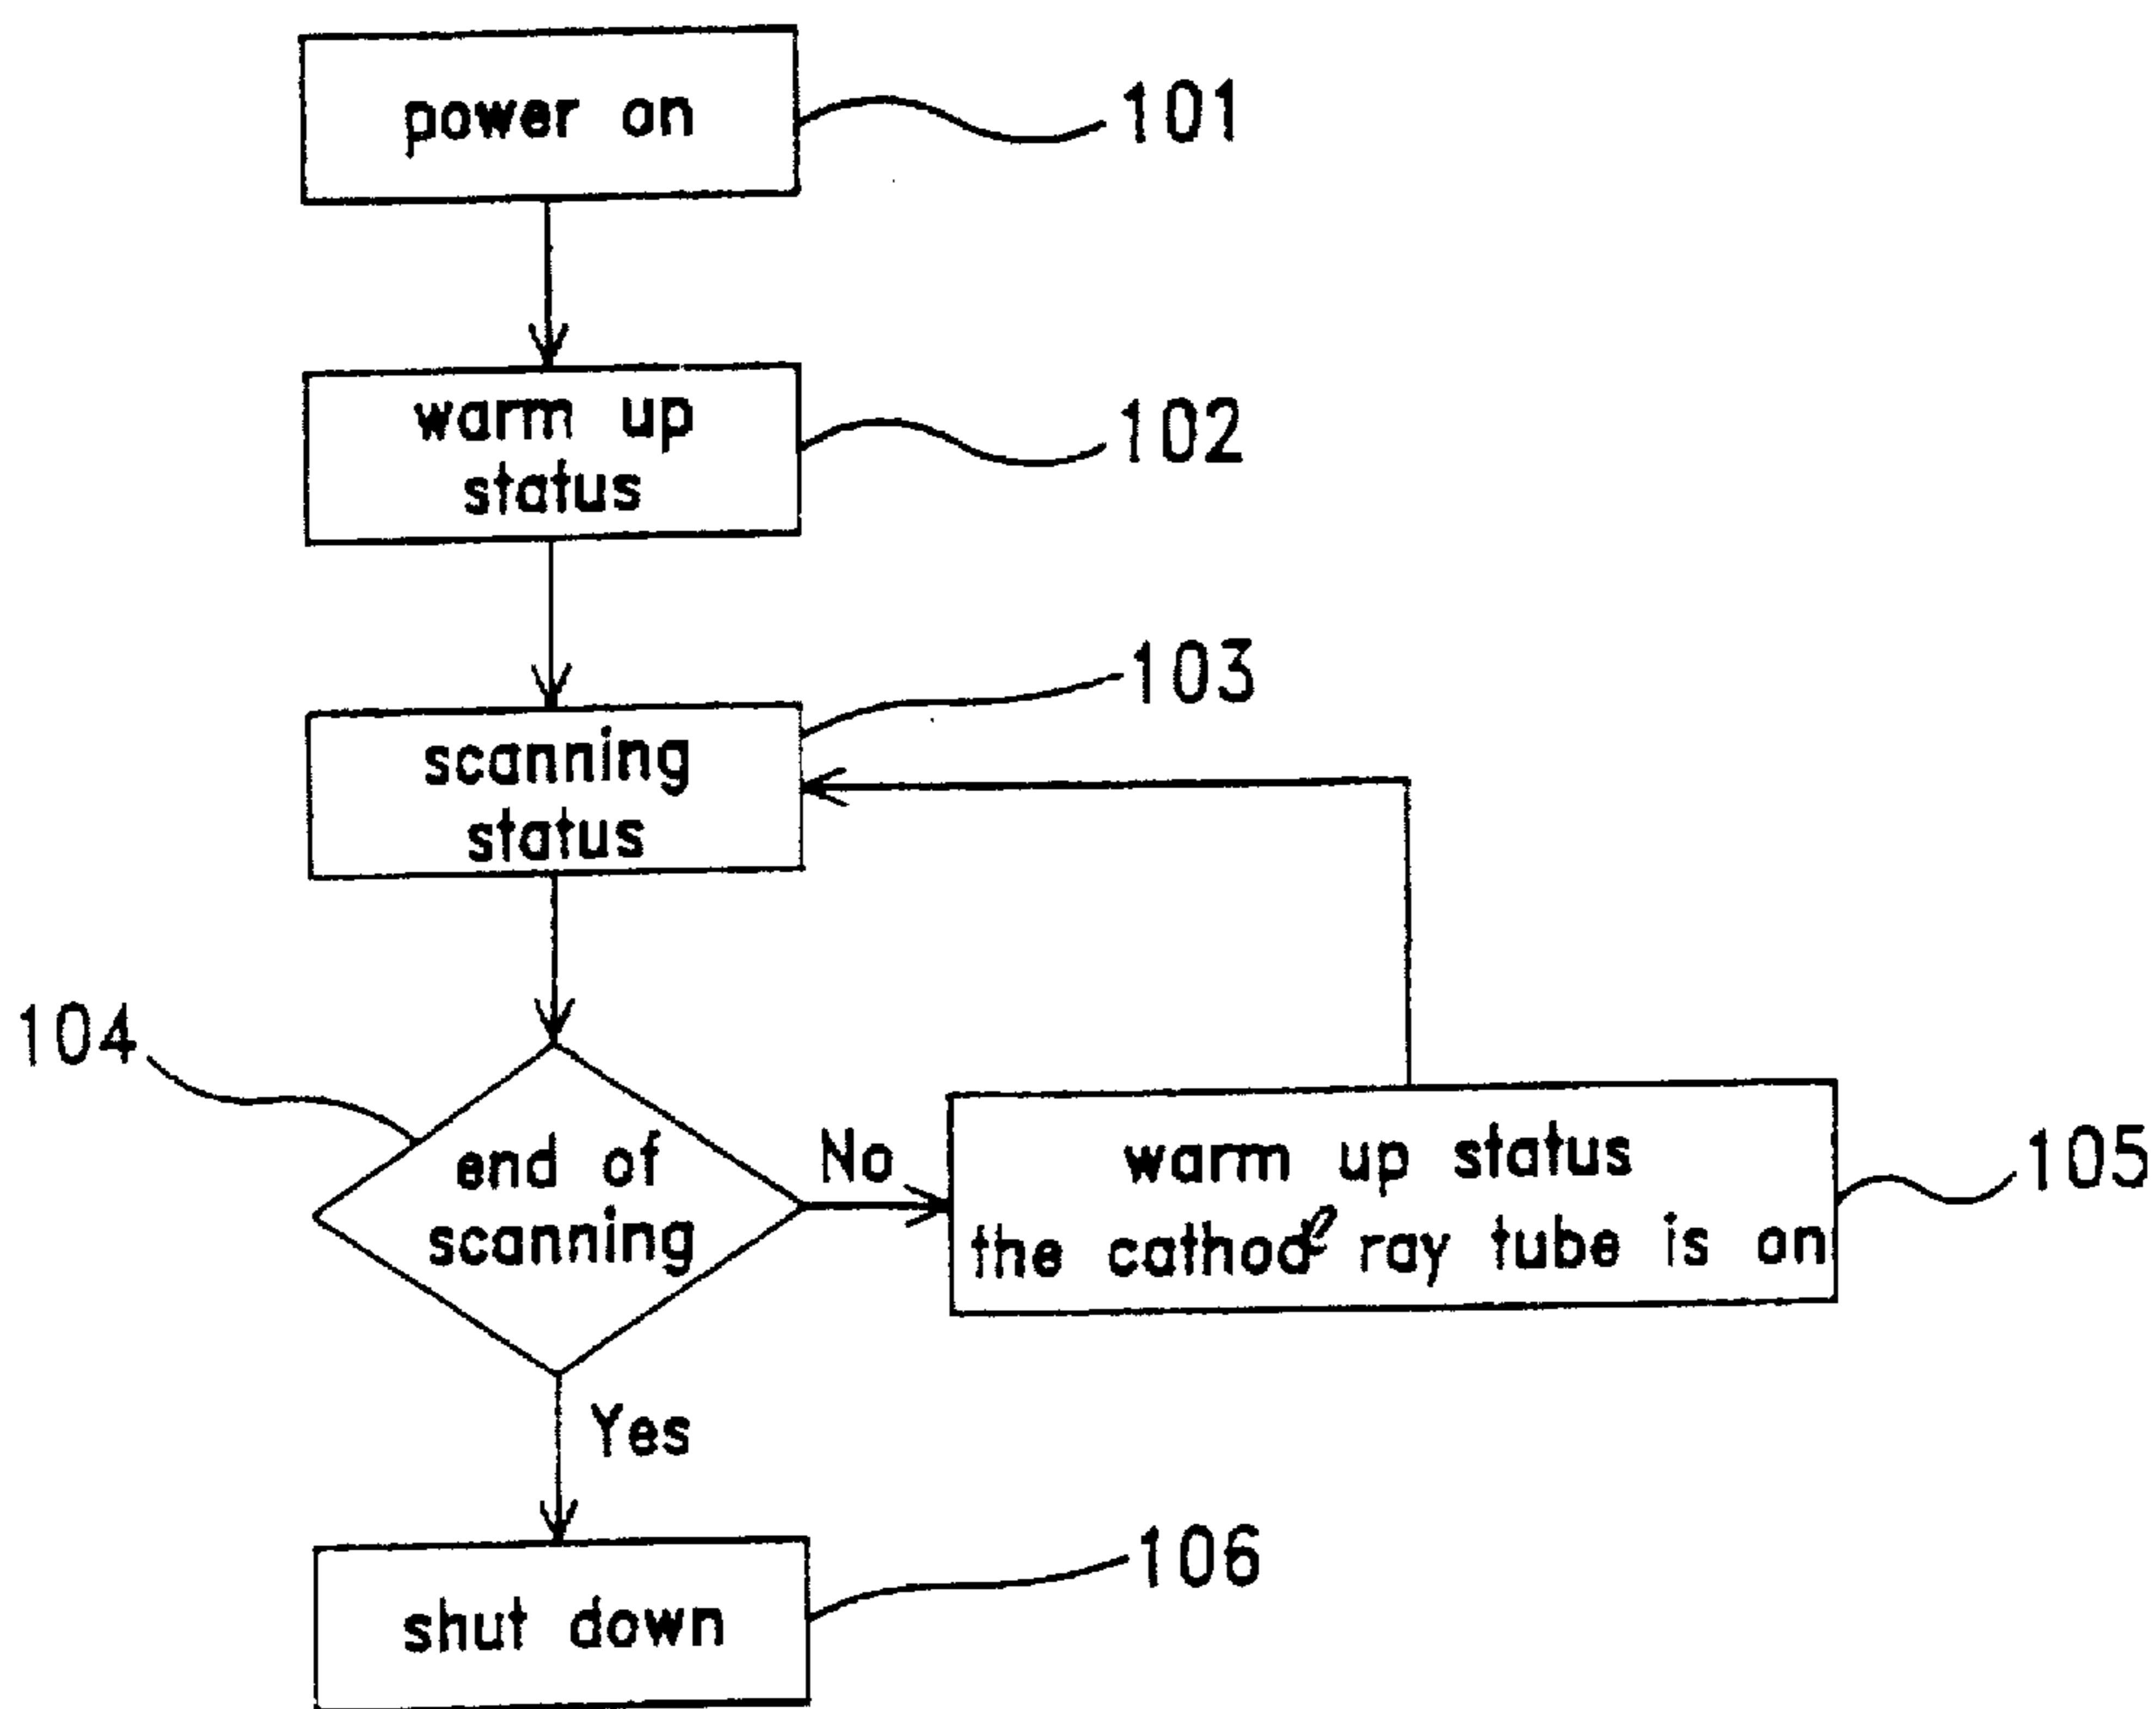 power on
101
warm up
status
102
103
scanning
status
104
end of
scanning
No
warm up status
the cathode ray tube is on
105
Yes
shut down
106